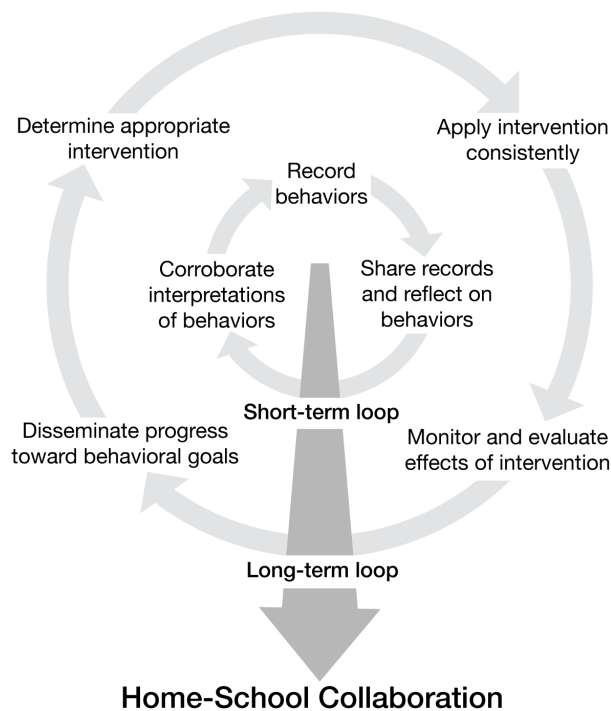 Determine appropriate
intervention
Apply intervention
consistently
Record
behaviors
Corroborate
interpretations
of behaviors
Share records
and reflect on
behaviors
Short-term loop
Disseminate progress
toward behavioral goals
Monitor and evaluate
effects of intervention
Long-term loop
Home-School Collaboration